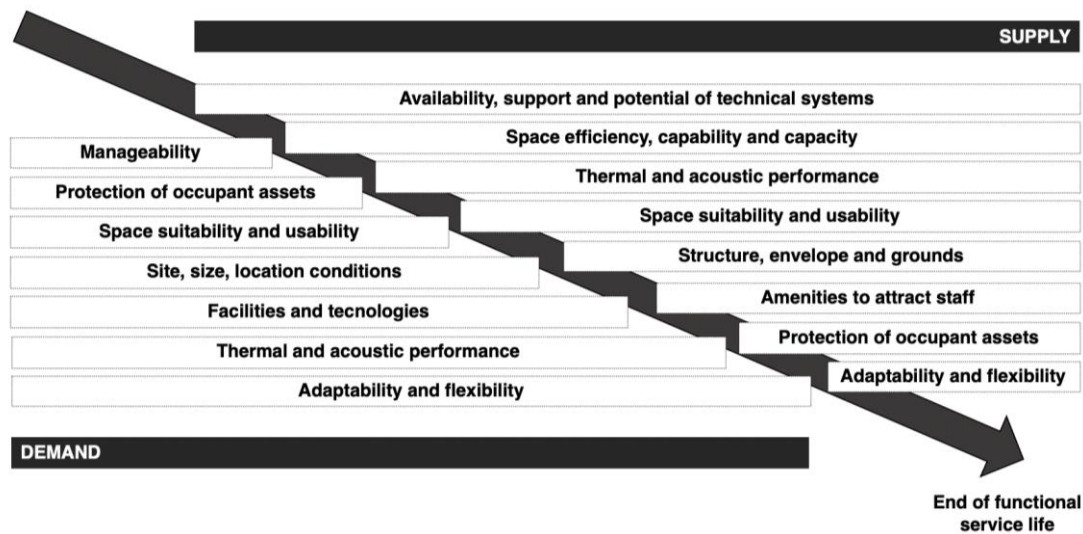 SUPPLY
Availability, support and potential of technical systems
Space efficiency, capability and capacity
Manageability
Thermal and acoustic performance
Protection of occupant assets
Space suitability and usability
Space suitability and usability
Structure, envelope and grounds
Site, size, location conditions
Amenities to attract staff
Facilities and tecnologies
Protection of occupant assets
Thermal and acoustic performance
Adaptability and flexibility
Adaptability and flexibility
DEMAND
End of functional
service life